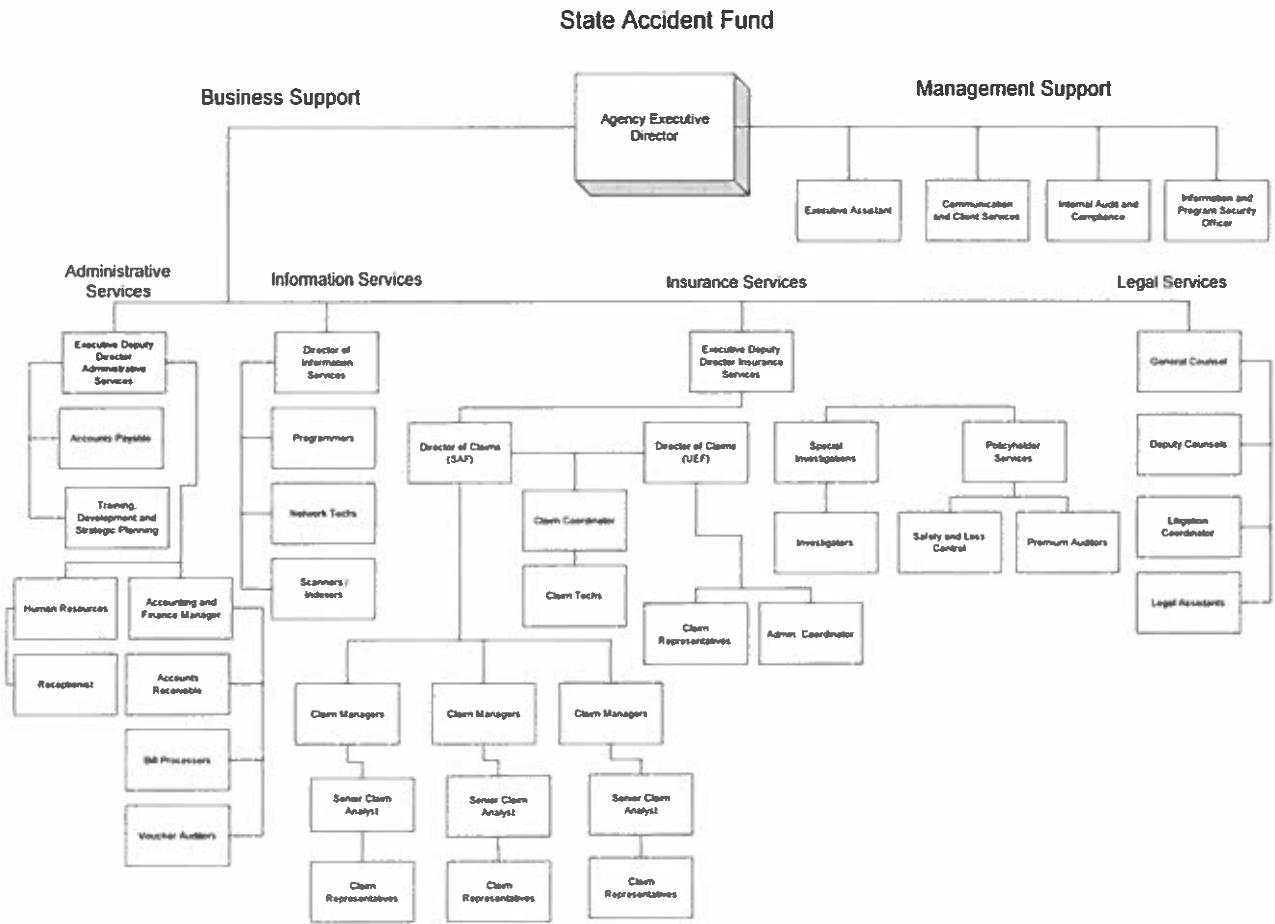 State Accident Fund
Business Support
Management Support
Agency Executive
Director
Executive Assistant
Communication
and Client Services
Internal Audit and
Compliance
Information and
Program Security
Officer
Administrative
Services
Information Services
Insurance Services
Legal Services
Executive Deputy
Director
Administrative
Services
Director of
Information
Services
Executive Deputy
Director Insurance
Services
General Counsel
Accounts Payable
Programmers
Director of Claims
(SAF)
Director of Claims
(UEF)
Special
Investigations
Policyholder
Services
Deputy Counsels
Training,
Development and
Strategic Planning
Network Techs
Claim Coordinator
Investigators
Safety and Loss
Control
Premium Auditors
Litigation
Coordinator
Human Resources
Accounting and
Finance Manager
Scanners /
Indexers
Claim Techs
Claim
Representatives
Admin. Coordinator
Legal Assistants
Receptionist
Accounts
Receivable
Claim Managers
Claim Managers
Claim Managers
Bill Processors
Senior Claim
Analyst
Senior Claim
Analyst
Senior Claim
Analyst
Voucher Auditors
Claim
Representatives
Claim
Representatives
Claim
Representatives